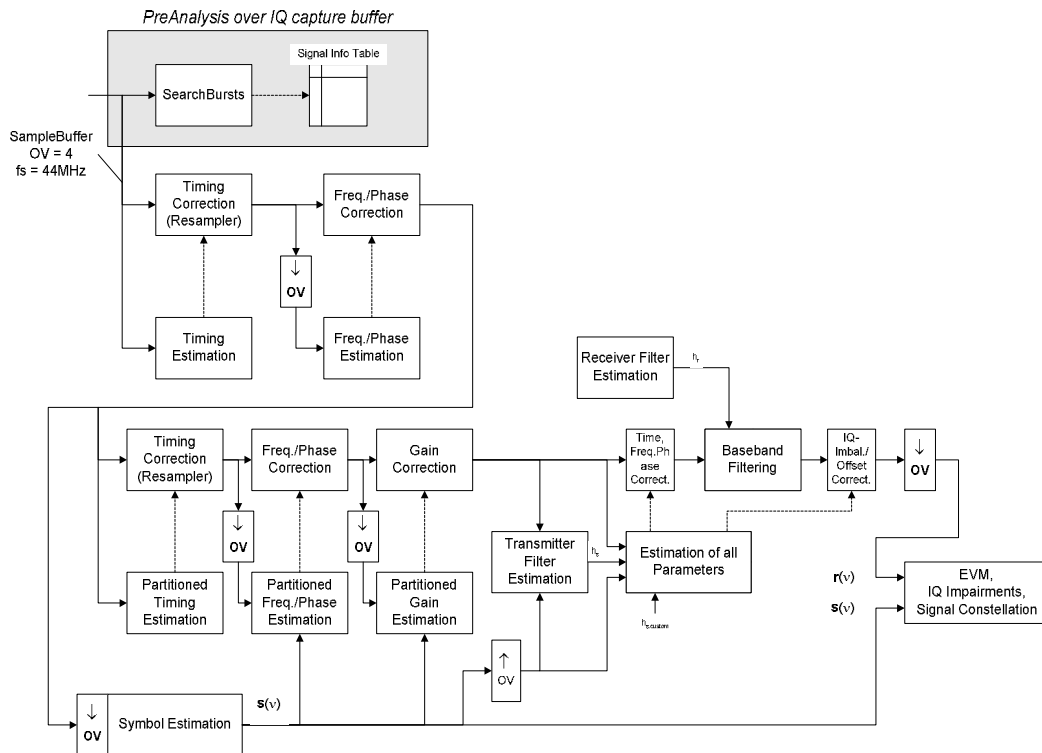 PreAnalysis over IQ capture buffer
Signal Info Table
SearchBursts
SampleBuffer
OV = 4
fs = 44MHz
Timing
Correction
(Resampler)
Freq./Phase
Correction
↓
OV
Timing
Estimation
Freq./Phase
Estimation
Receiver Filter
Estimation
hr
Timing
Correction
(Resampler)
Freq./Phase
Correction
Gain
Correction
Time,
Freq.Ph
ase
Correct.
Baseband
Filtering
IQ-
Imbal./
Offset
Correct.
↓
OV
↓
OV
↓
OV
Transmitter
Filter
Estimation
Estimation of all
Parameters
Partitioned
Timing
Estimation
Partitioned
Freq./Phase
Estimation
Partitioned
Gain
Estimation
r(ν)
s(ν)
EVM,
IQ Impairments,
Signal Constellation
↑
OV
↓
OV
Symbol Estimation
s(ν)